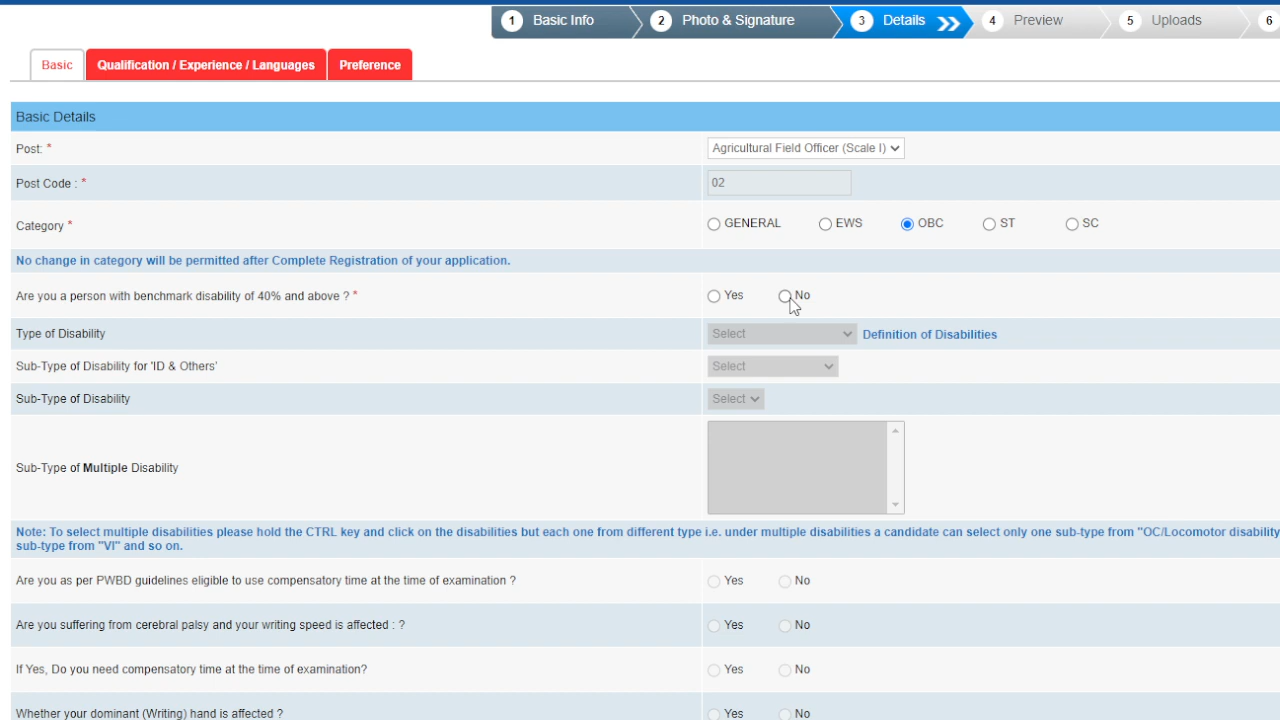 1 Basic Info 2 Photo & Signature 3 Details 4 Preview 5 Uploads 6
Basic Qualification / Experience / Languages Preference
Basic Details
Post: * Agricultural Field Officer (Scale I)
Post Code : * 02
Category * GENERAL EWS OBC ST SC
No change in category will be permitted after Complete Registration of your application.
Are you a person with benchmark disability of 40% and above ? * Yes No
Type of Disability Select Definition of Disabilities
Sub-Type of Disability for 'ID & Others' Select
Sub-Type of Disability Select
Sub-Type of Multiple Disability
Note: To select multiple disabilities please hold the CTRL key and click on the disabilities but each one from different type i.e. under multiple disabilities a candidate can select only one sub-type from "OC/Locomotor disability
sub-type from "VI" and so on.
Are you as per PWBD guidelines eligible to use compensatory time at the time of examination ? Yes No
Are you suffering from cerebral palsy and your writing speed is affected : ? Yes No
If Yes, Do you need compensatory time at the time of examination? Yes No
Whether your dominant (Writing) hand is affected ? Yes No